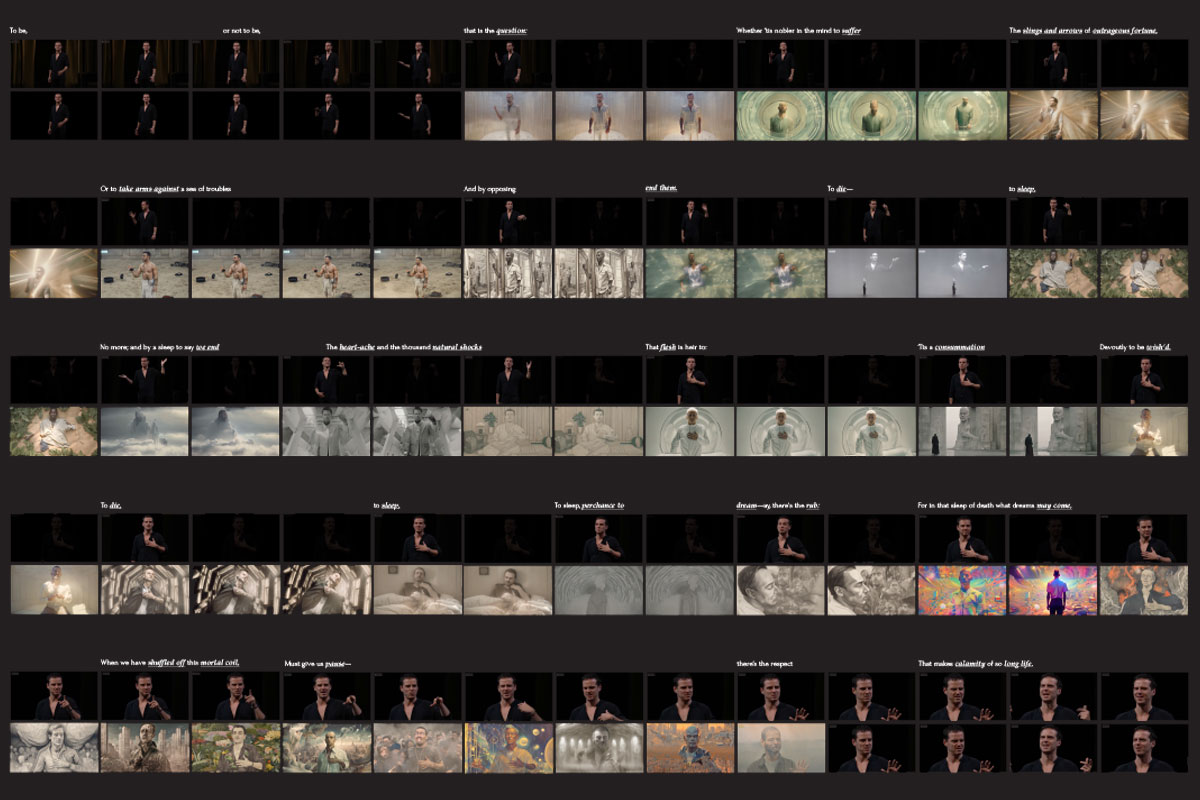 To be,
or not to be,
that is the question:
Whether 'tis nobler in the mind to suffer
The slings and arrows of outrageous fortune,
Or to take arms against a sea of troubles
And by opposing
end them.
To die—
to sleep,
No more; and by a sleep to say we end
The heart-ache and the thousand natural shocks
That flesh is heir to:
'Tis a consummation
Devoutly to be wish'd.
To die,
to sleep,
To sleep, perchance to
dream—ay, there's the rub:
For in that sleep of death what dreams may come,
When we have shuffled off this mortal coil,
Must give us pause—
there's the respect
That makes calamity of so long life.